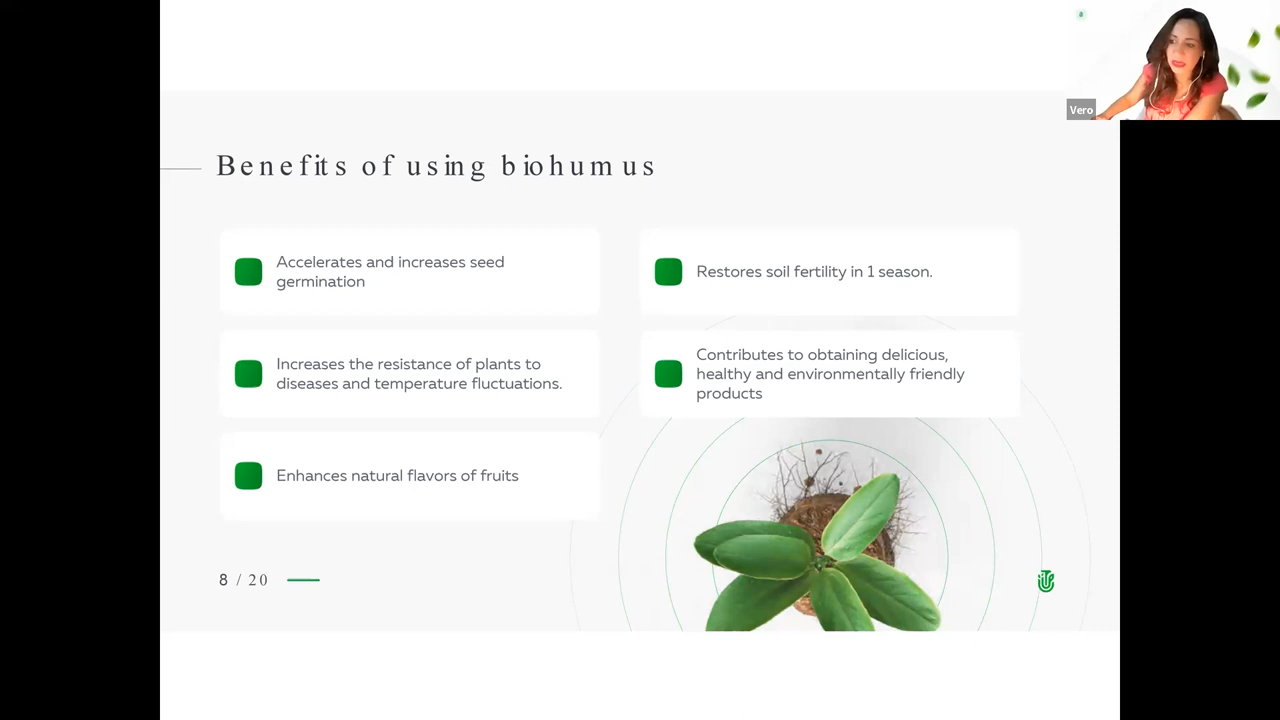 Vero
Benefits of using biohumus
Accelerates and increases seed
germination
Increases the resistance of plants to
diseases and temperature fluctuations.
Enhances natural flavors of fruits
Restores soil fertility in 1 season.
Contributes to obtaining delicious,
healthy and environmentally friendly
products
8 / 20